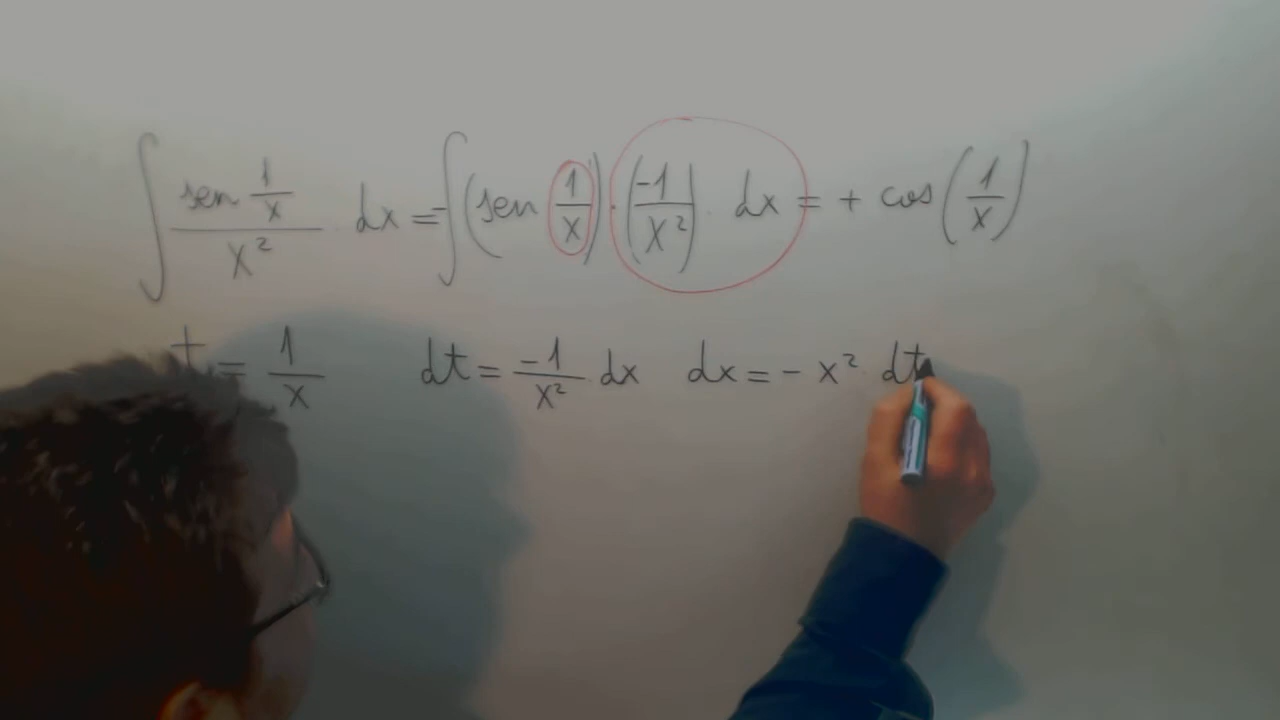 ∫ (sen 1/x)/x² dx = -∫ (sen 1/x) · (-1/x²) dx = + cos (1/x)
t = 1/x dt = -1/x² dx dx = - x² dt